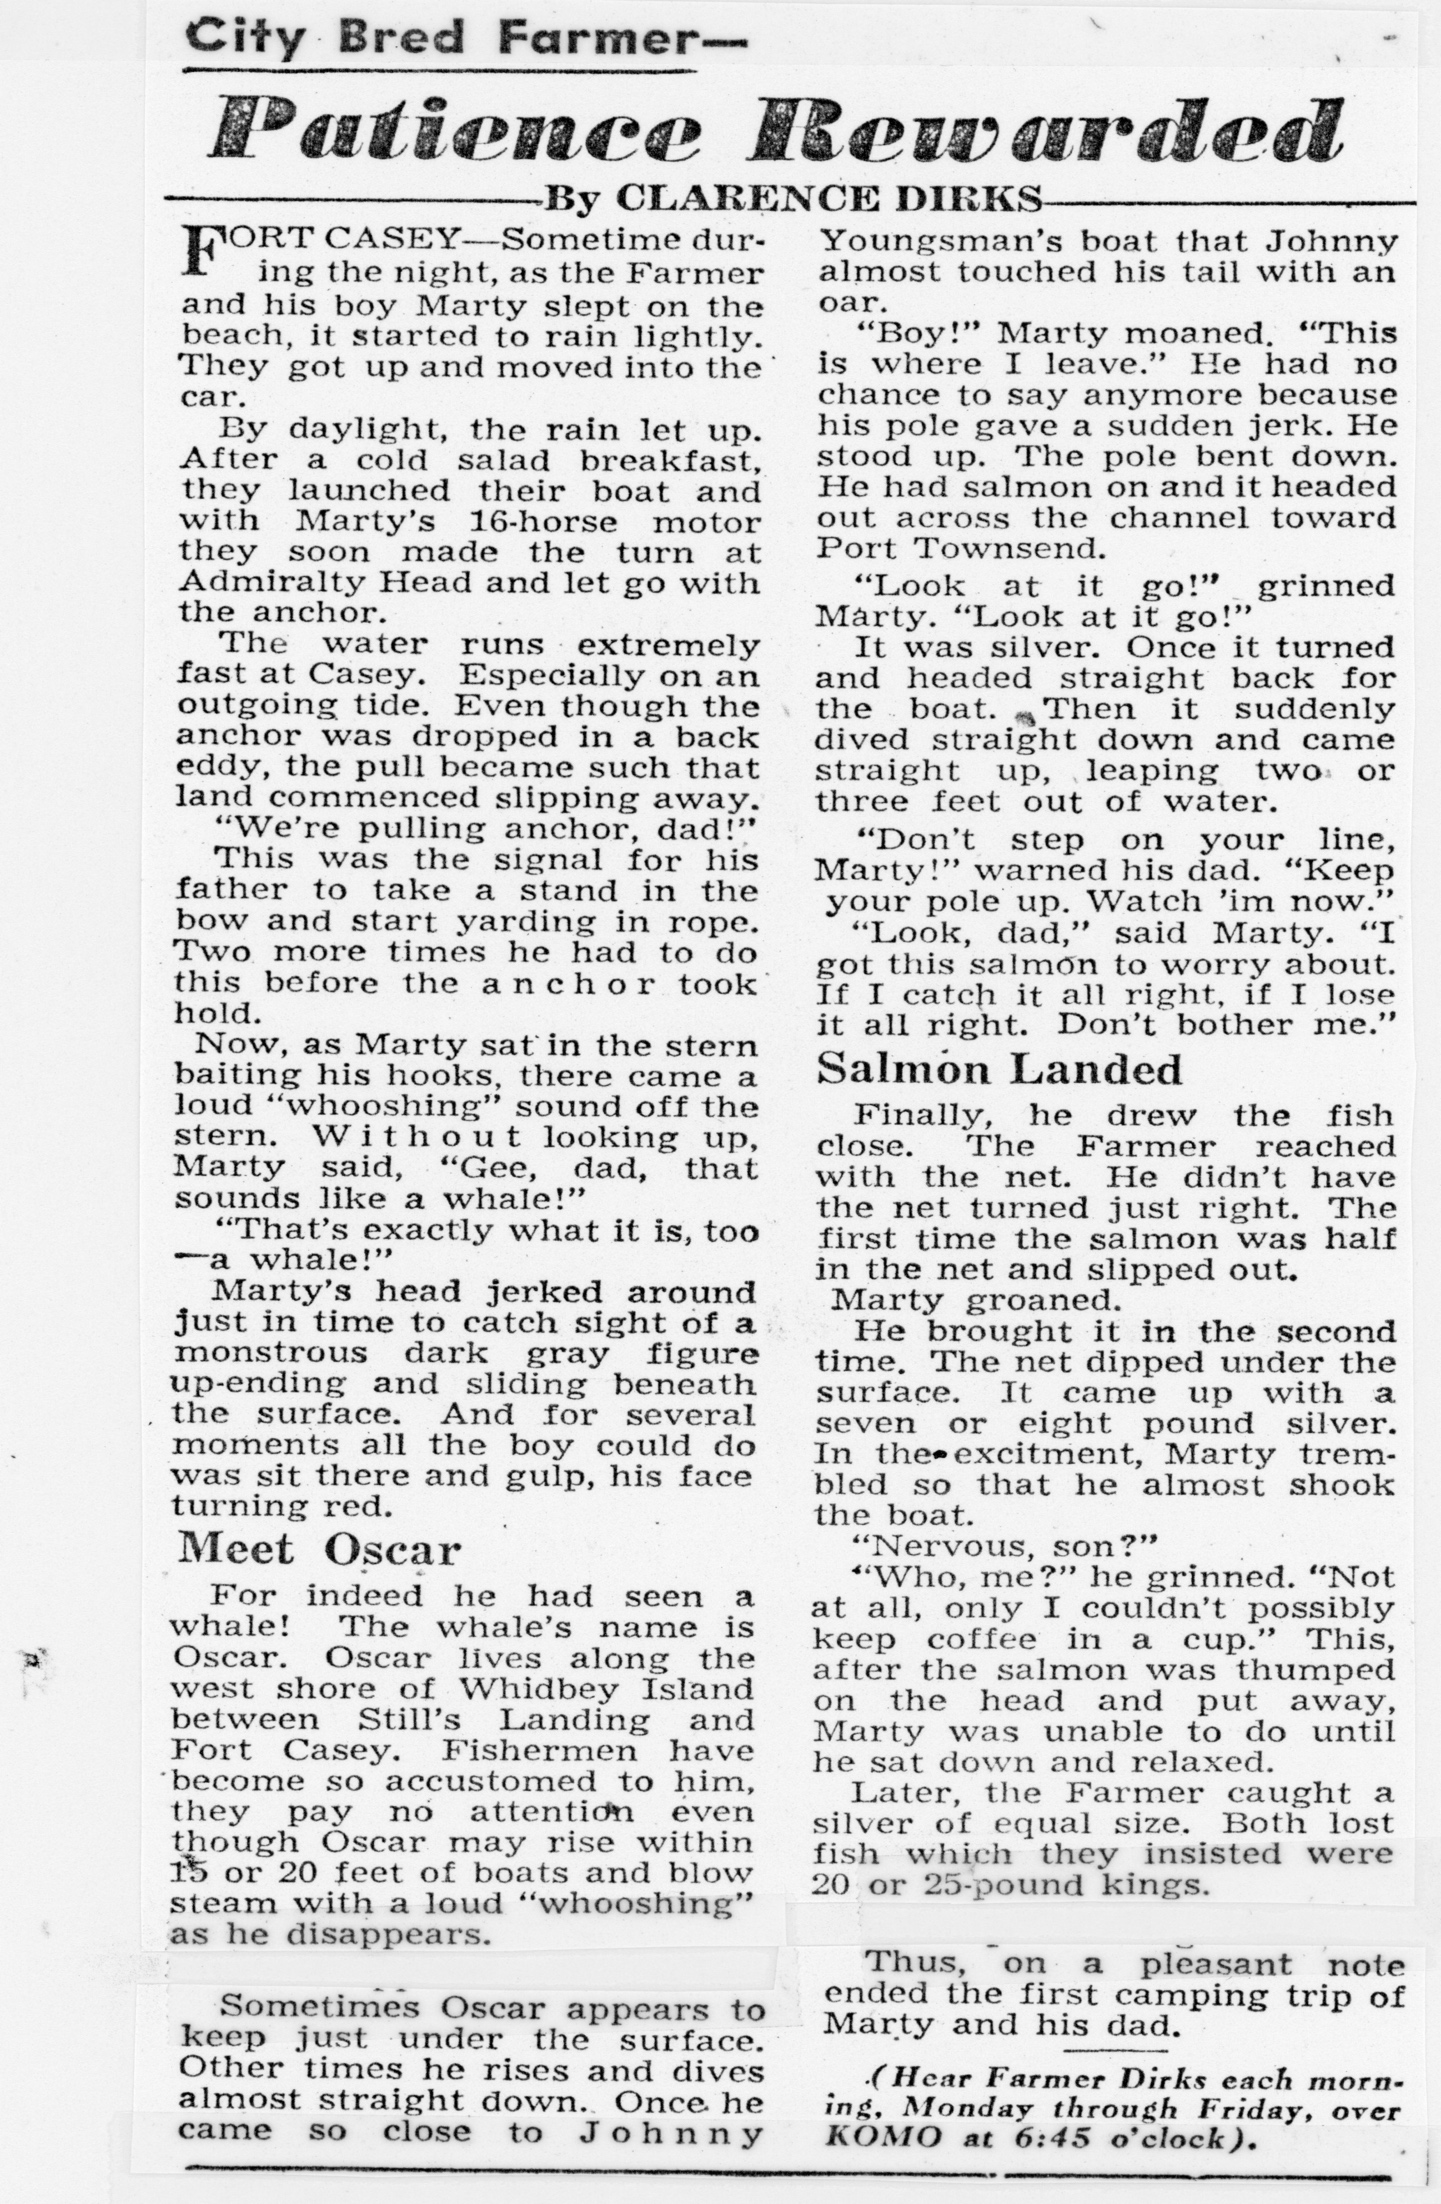 City Bred Farmer—
Patience Rewarded
By CLARENCE DIRKS
FORT CASEY—Sometime dur-
ing the night, as the Farmer
and his boy Marty slept on the
beach, it started to rain lightly.
They got up and moved into the
car.
By daylight, the rain let up.
After a cold salad breakfast,
they launched their boat and
with Marty's 16-horse motor
they soon made the turn at
Admiralty Head and let go with
the anchor.
The water runs extremely
fast at Casey. Especially on an
outgoing tide. Even though the
anchor was dropped in a back
eddy, the pull became such that
land commenced slipping away.
"We're pulling anchor, dad!"
This was the signal for his
father to take a stand in the
bow and start yarding in rope.
Two more times he had to do
this before the anchor took
hold.
Now, as Marty sat in the stern
baiting his hooks, there came a
loud "whooshing" sound off the
stern. Without looking up,
Marty said, "Gee, dad, that
sounds like a whale!"
"That's exactly what it is, too
—a whale!"
Marty's head jerked around
just in time to catch sight of a
monstrous dark gray figure
up-ending and sliding beneath
the surface. And for several
moments all the boy could do
was sit there and gulp, his face
turning red.
Meet Oscar
For indeed he had seen a
whale! The whale's name is
Oscar. Oscar lives along the
west shore of Whidbey Island
between Still's Landing and
Fort Casey. Fishermen have
become so accustomed to him,
they pay no attention even
though Oscar may rise within
15 or 20 feet of boats and blow
steam with a loud "whooshing"
as he disappears.
Sometimes Oscar appears to
keep just under the surface.
Other times he rises and dives
almost straight down. Once he
came so close to Johnny
Youngsman's boat that Johnny
almost touched his tail with an
oar.
"Boy!" Marty moaned. "This
is where I leave." He had no
chance to say anymore because
his pole gave a sudden jerk. He
stood up. The pole bent down.
He had salmon on and it headed
out across the channel toward
Port Townsend.
"Look at it go!" grinned
Marty. "Look at it go!"
It was silver. Once it turned
and headed straight back for
the boat. Then it suddenly
dived straight down and came
straight up, leaping two or
three feet out of water.
"Don't step on your line,
Marty!" warned his dad. "Keep
your pole up. Watch 'im now."
"Look, dad," said Marty. "I
got this salmon to worry about.
If I catch it all right, if I lose
it all right. Don't bother me."
Salmon Landed
Finally, he drew the fish
close. The Farmer reached
with the net. He didn't have
the net turned just right. The
first time the salmon was half
in the net and slipped out.
Marty groaned.
He brought it in the second
time. The net dipped under the
surface. It came up with a
seven or eight pound silver.
In the excitment, Marty trem-
bled so that he almost shook
the boat.
"Nervous, son?"
"Who, me?" he grinned. "Not
at all, only I couldn't possibly
keep coffee in a cup." This,
after the salmon was thumped
on the head and put away,
Marty was unable to do until
he sat down and relaxed.
Later, the Farmer caught a
silver of equal size. Both lost
fish which they insisted were
20 or 25-pound kings.
Thus, on a pleasant note
ended the first camping trip of
Marty and his dad.
(Hear Farmer Dirks each morn-
ing, Monday through Friday, over
KOMO at 6:45 o'clock).